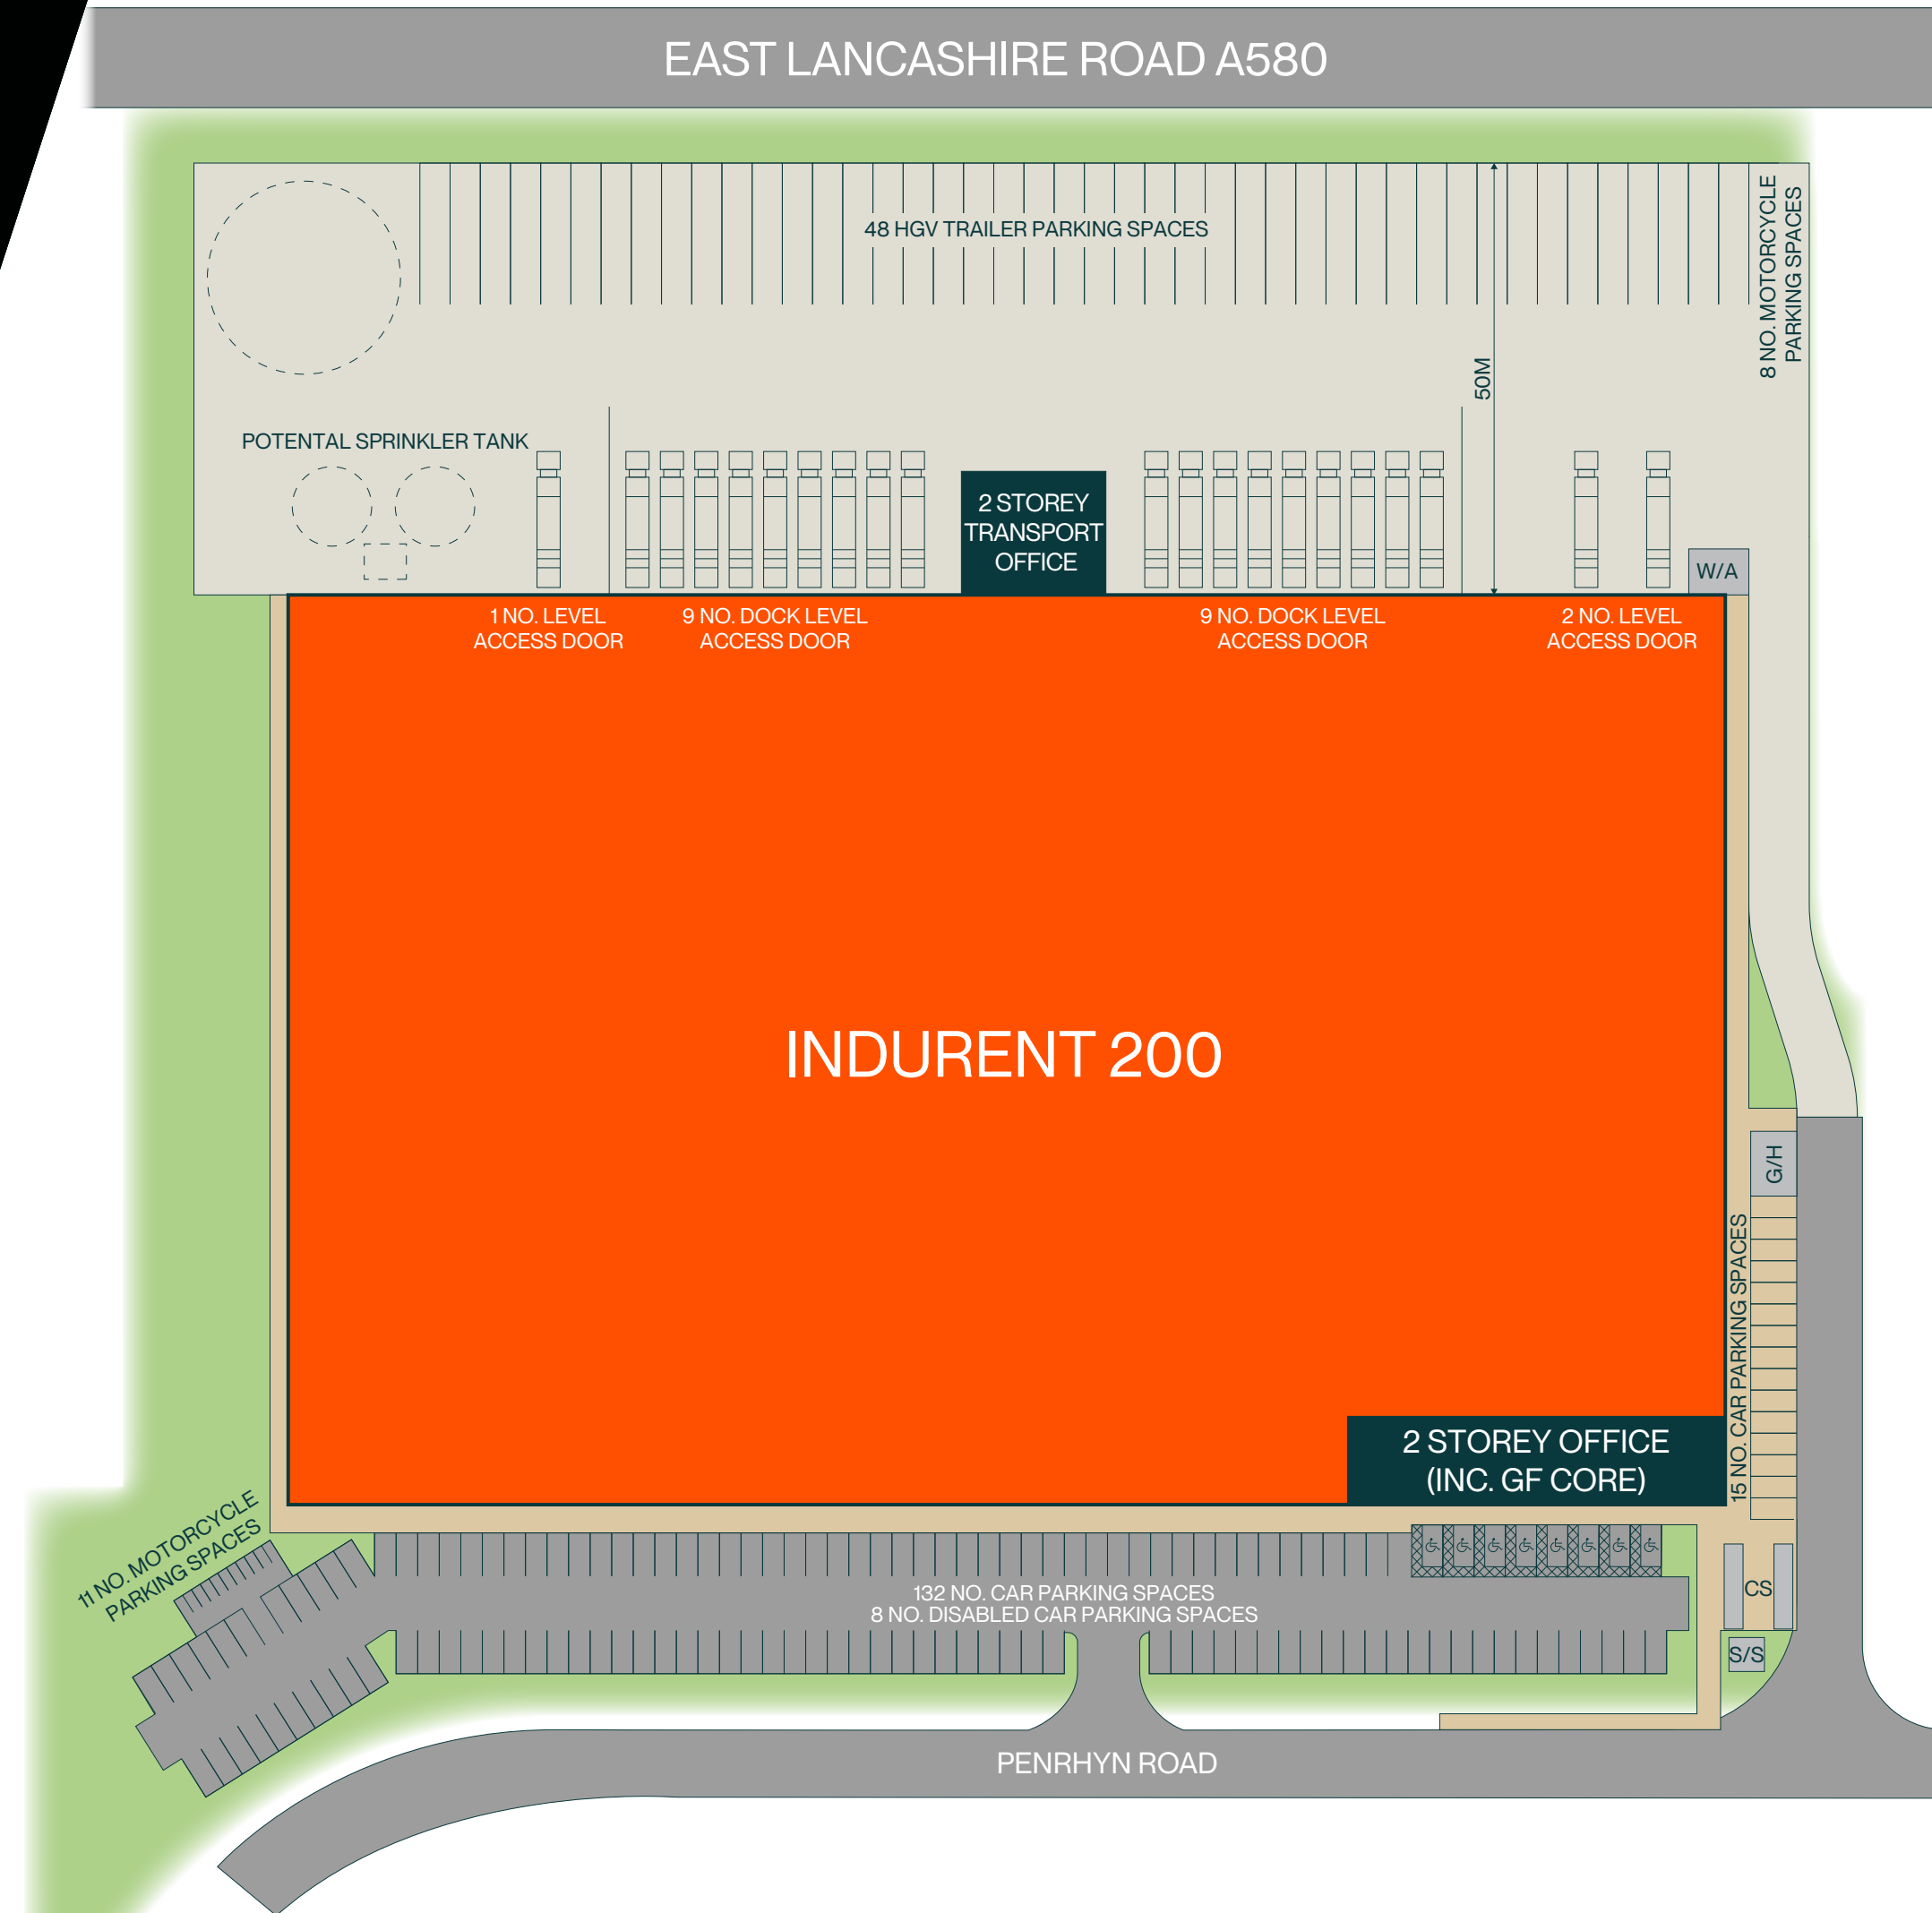 EAST LANCASHIRE ROAD A580
48 HGV TRAILER PARKING SPACES
8 NO. MOTORCYCLE
PARKING SPACES
50M
POTENTAL SPRINKLER TANK
2 STOREY
TRANSPORT
OFFICE
W/A
1 NO. LEVEL
ACCESS DOOR
9 NO. DOCK LEVEL
ACCESS DOOR
9 NO. DOCK LEVEL
ACCESS DOOR
2 NO. LEVEL
ACCESS DOOR
INDURENT 200
G/H
15 NO. CAR PARKING SPACES
2 STOREY OFFICE
(INC. GF CORE)
11 NO. MOTORCYCLE
PARKING SPACES
132 NO. CAR PARKING SPACES
8 NO. DISABLED CAR PARKING SPACES
CS
S/S
PENRHYN ROAD